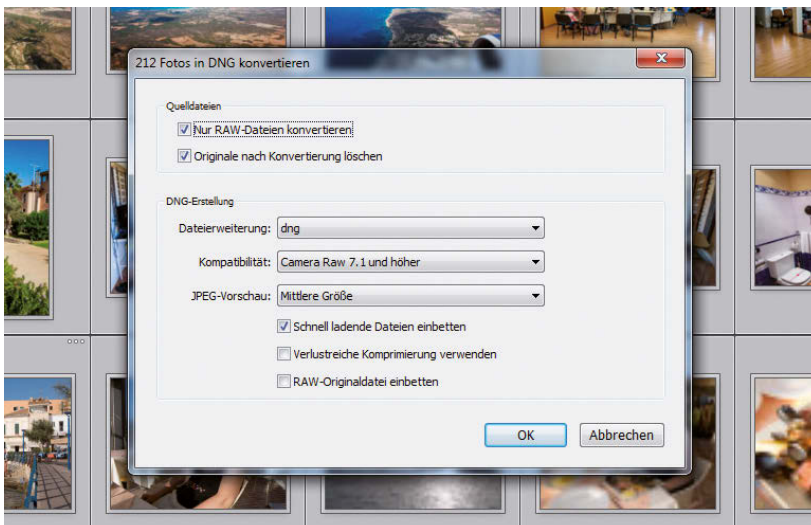 212 Fotos in DNG konvertieren
Quelldateien
Nur RAW-Dateien konvertieren
Originale nach Konvertierung löschen
DNG-Erstellung
Dateierweiterung: dng
Kompatibilität: Camera Raw 7.1 und höher
JPEG-Vorschau: Mittlere Größe
Schnell ladende Dateien einbetten
Verlustreiche Komprimierung verwenden
RAW-Originaldatei einbetten
OK Abbrechen